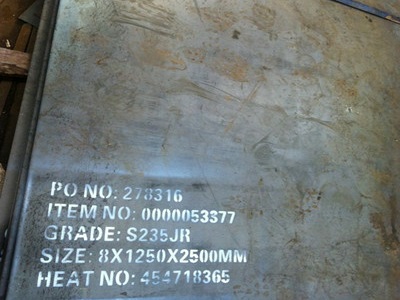 PO NO: 278316
ITEM NO: 0000053377
GRADE: S235JR
SIZE: 8X1250X2500MM
HEAT NO: 454718365